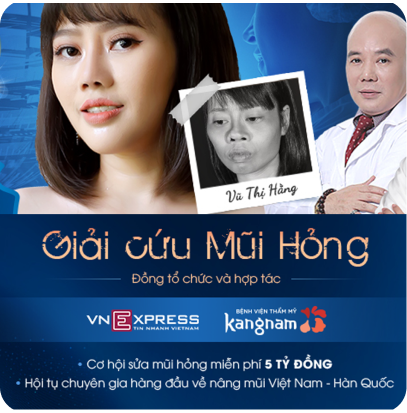 Vũ Thị Hằng
Giải cứu Mũi Hỏng
Đồng tổ chức và hợp tác
VNEXPRESS
TIN NHANH VIỆT NAM
BỆNH VIỆN THẨM MỸ
kangnam
• Cơ hội sửa mũi hỏng miễn phí 5 TỶ ĐỒNG
• Hội tụ chuyên gia hàng đầu về nâng mũi Việt Nam - Hàn Quốc